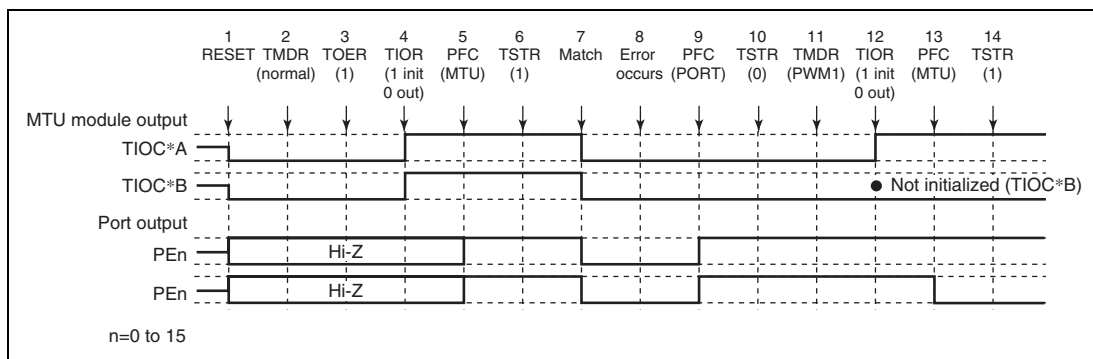 1 2 3 4 5 6 7 8 9 10 11 12 13 14
RESET TMDR TOER TIOR PFC TSTR Match Error PFC TSTR TMDR TIOR PFC TSTR
(normal) (1) (1 init (MTU) (1) occurs (PORT) (0) (PWM1) (1 init (MTU) (1)
0 out) 0 out)
MTU module output
TIOC*A
TIOC*B
● Not initialized (TIOC*B)
Port output
PEn
Hi-Z
PEn
Hi-Z
n=0 to 15